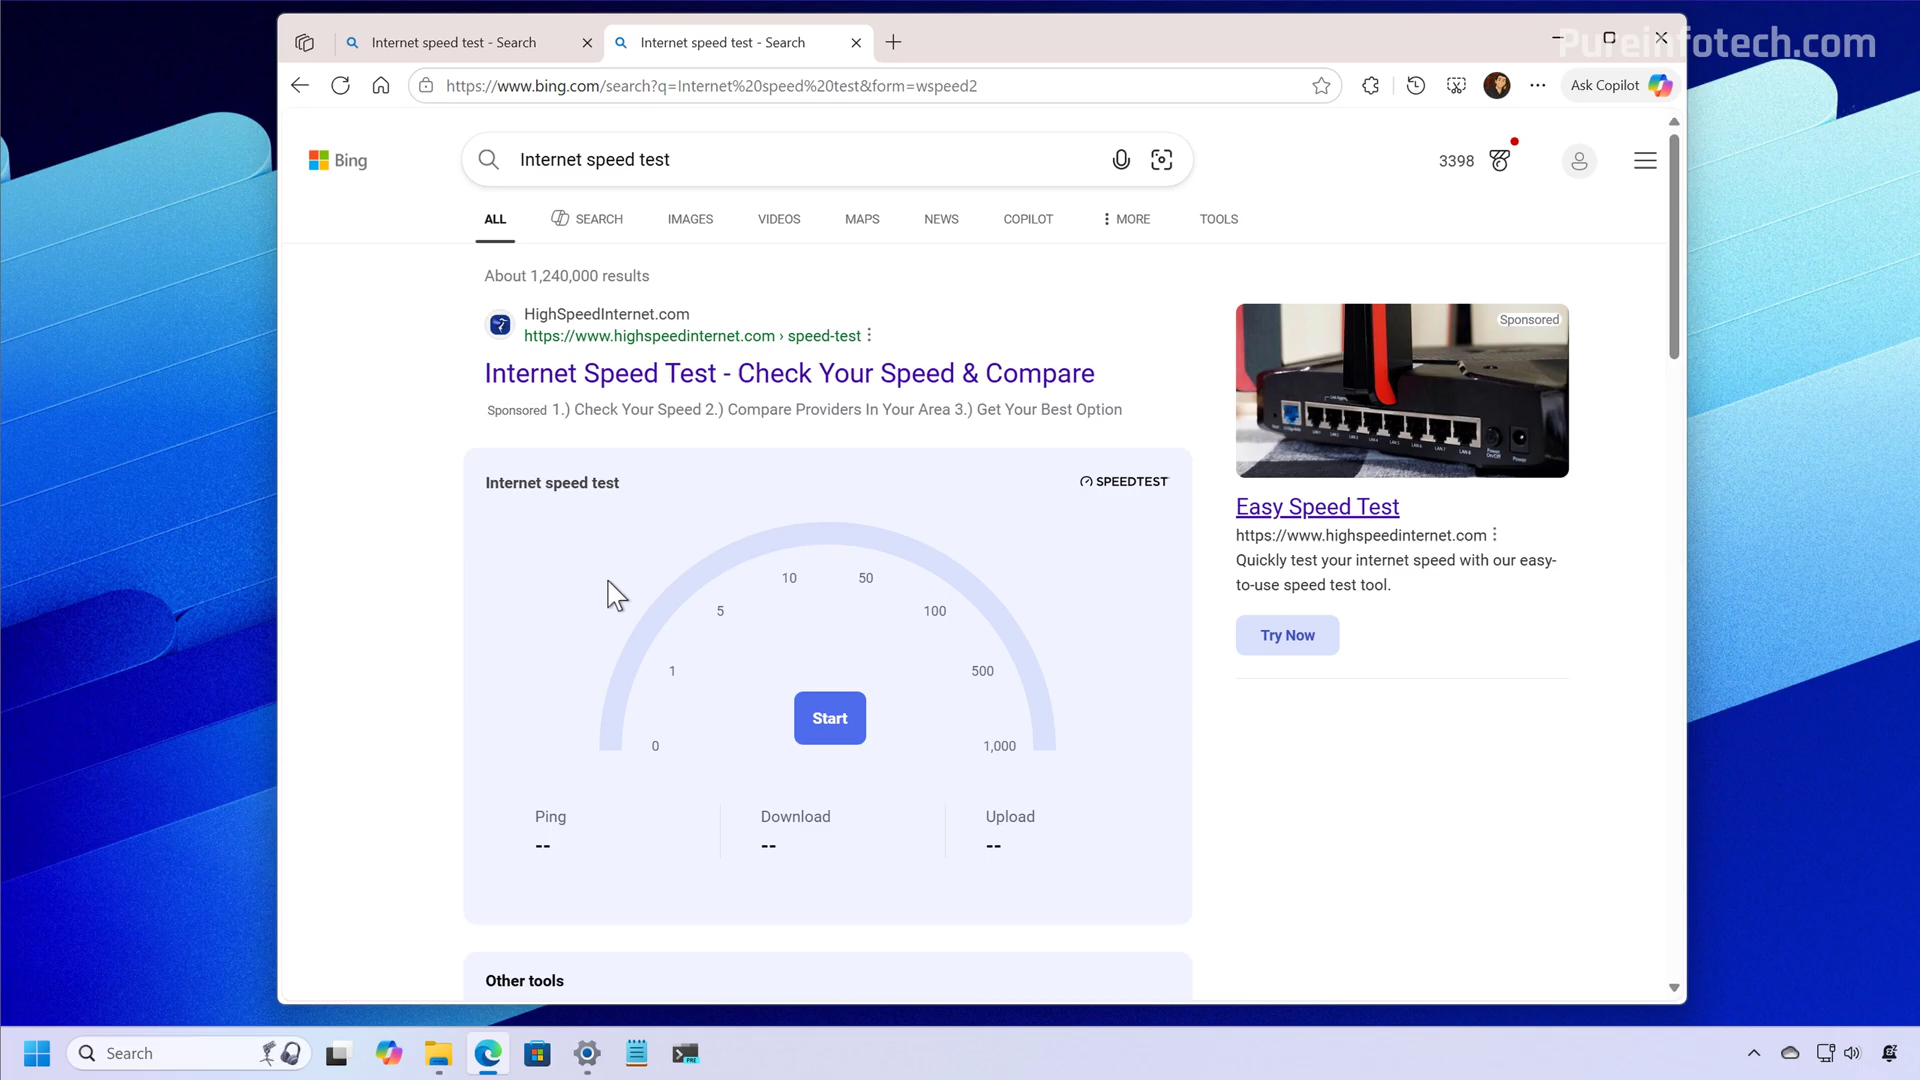 Pureinfotech.com
Internet speed test - Search
Internet speed test - Search
https://www.bing.com/search?q=Internet%20speed%20test&form=wspeed2
Ask Copilot
Bing
Internet speed test
3398
ALL
SEARCH
IMAGES
VIDEOS
MAPS
NEWS
COPILOT
MORE
TOOLS
About 1,240,000 results
HighSpeedInternet.com
https://www.highspeedinternet.com › speed-test
Internet Speed Test - Check Your Speed & Compare
Sponsored 1.) Check Your Speed 2.) Compare Providers In Your Area 3.) Get Your Best Option
Internet speed test
SPEEDTEST
0
1
5
10
50
100
500
1,000
Start
Ping
--
Download
--
Upload
--
Other tools
Sponsored
Easy Speed Test
https://www.highspeedinternet.com
Quickly test your internet speed with our easy-
to-use speed test tool.
Try Now
Search
PRE